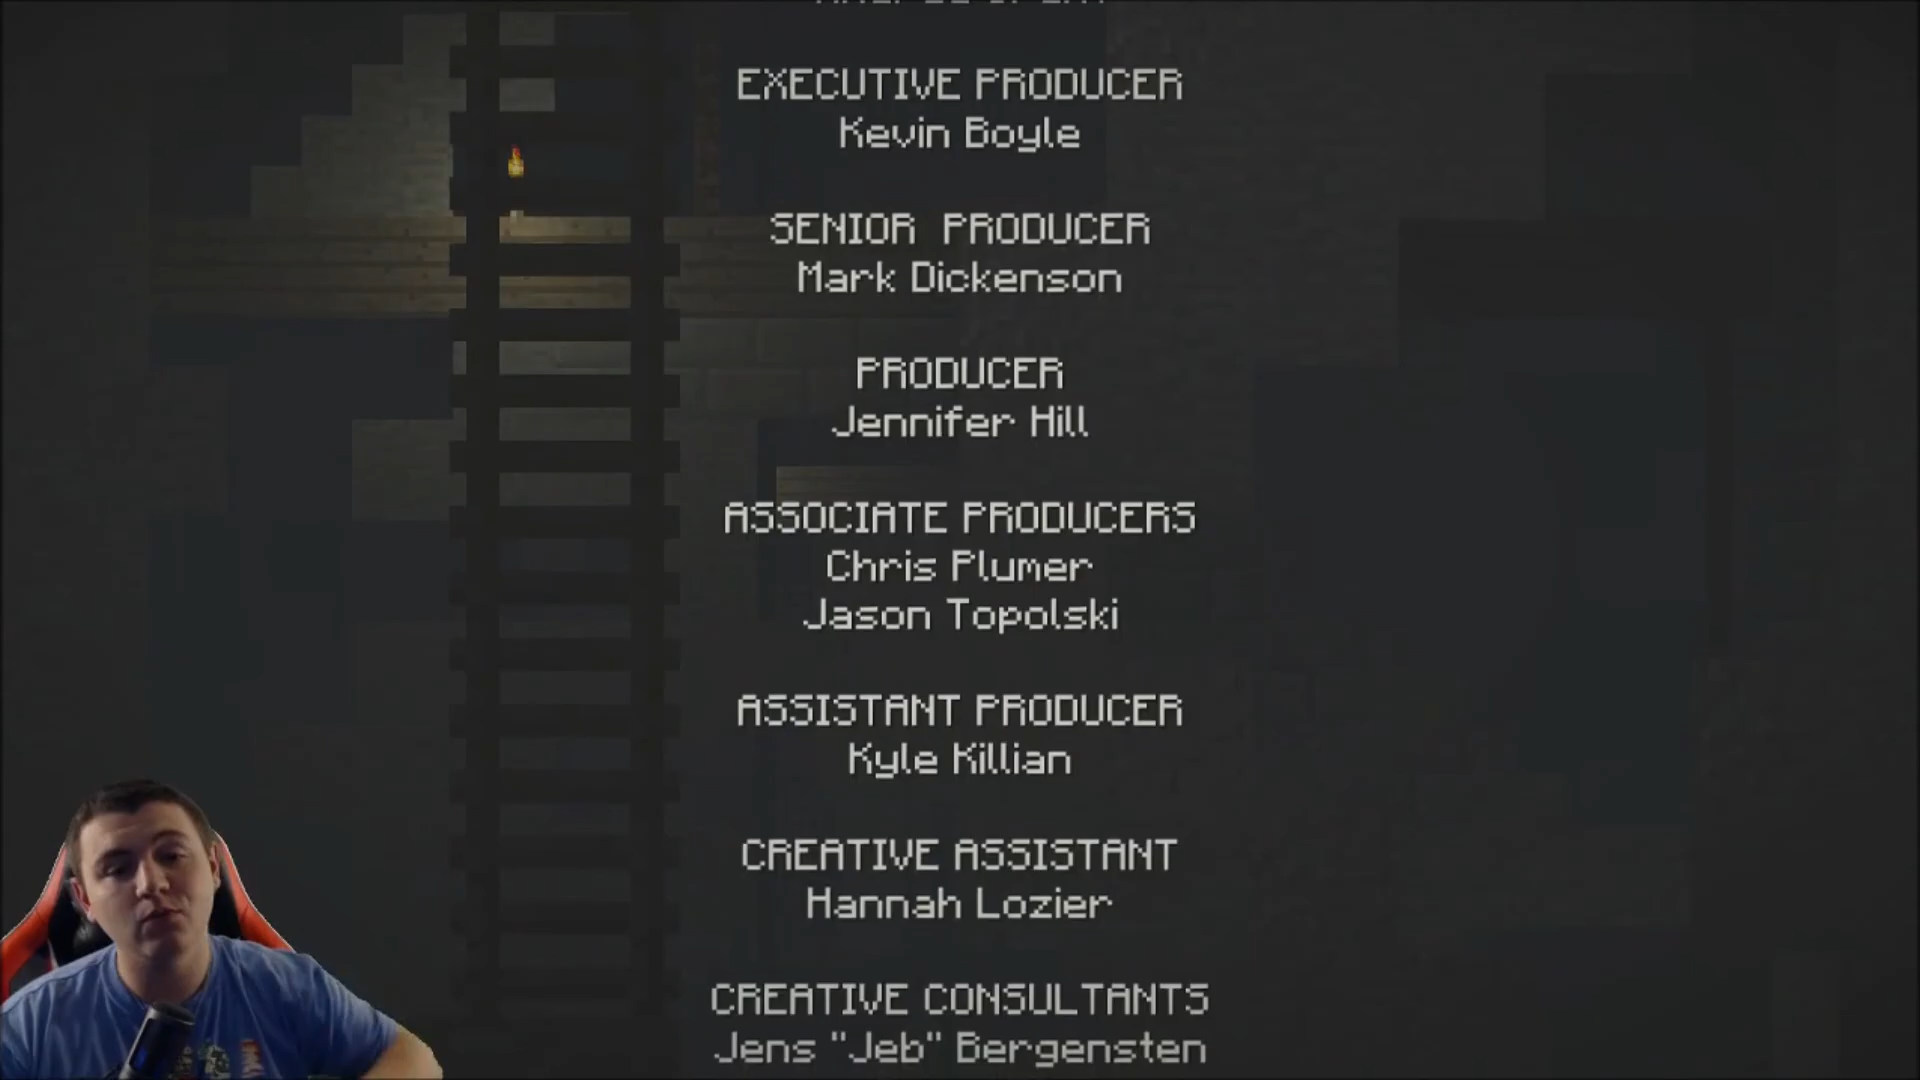 EXECUTIVE PRODUCER
Kevin Boyle
SENIOR PRODUCER
Mark Dickenson
PRODUCER
Jennifer Hill
ASSOCIATE PRODUCERS
Chris Plumer
Jason Topolski
ASSISTANT PRODUCER
Kyle Killian
CREATIVE ASSISTANT
Hannah Lozier
CREATIVE CONSULTANTS
Jens "Jeb" Bergensten